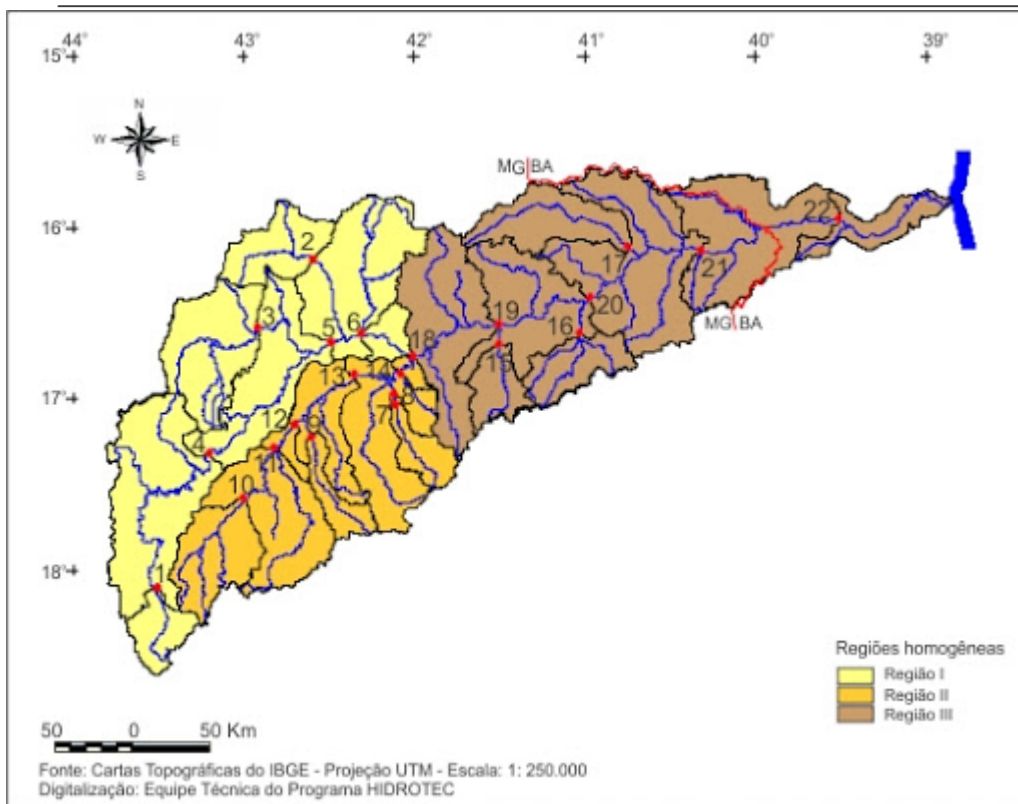 44° 43° 42° 41° 40° 39°
15°
N
W E
S
MG BA
16°
2
22
17
21
3
5
6
19
20
16
18
15
MG BA
13
14
8
7
17°
12
9
4
11
10
18°
1
Regiões homogêneas
Região I
Região II
Região III
50 0 50 Km
Fonte: Cartas Topográficas do IBGE - Projeção UTM - Escala: 1: 250.000
Digitalização: Equipe Técnica do Programa HIDROTEC